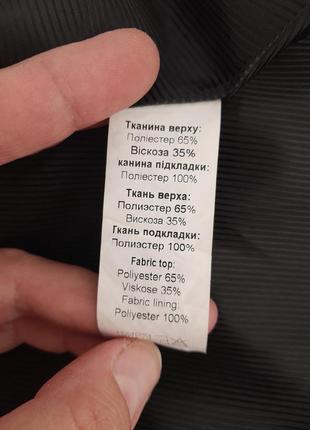 Тканина верху:
Поліестер 65%
Віскоза 35%
канина підкладки:
Поліестер 100%
Ткань верха:
Полиэстер 65%
Вискоза 35%
Ткань подкладки:
Полиэстер 100%
Fabric top:
Polyester 65%
Viskose 35%
Fabric lining:
Polyester 100%